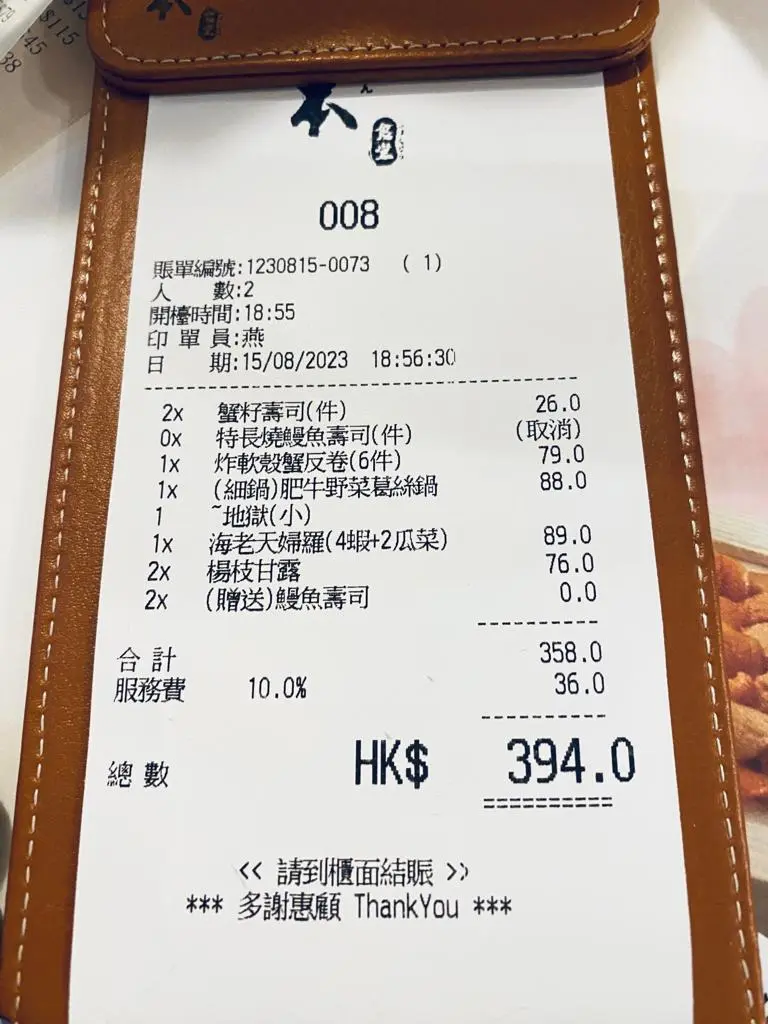 $115
45
38
食堂
008
賬單編號:1230815-0073 ( 1)
人 數:2
開檯時間:18:55
印 單 員:燕
日 期:15/08/2023 18:56:30
2x 蟹籽壽司(件) 26.0
0x 特長燒鰻魚壽司(件) (取消)
1x 炸軟殼蟹反卷(6件) 79.0
1x (細鍋)肥牛野菜葛絲鍋 88.0
1 ~地獄(小)
1x 海老天婦羅(4蝦+2瓜菜) 89.0
2x 楊枝甘露 76.0
2x (贈送)鰻魚壽司 0.0
合 計 358.0
服務費 10.0% 36.0
總 數 HK$ 394.0
<< 請到櫃面結賬 >>
*** 多謝惠顧 ThankYou ***